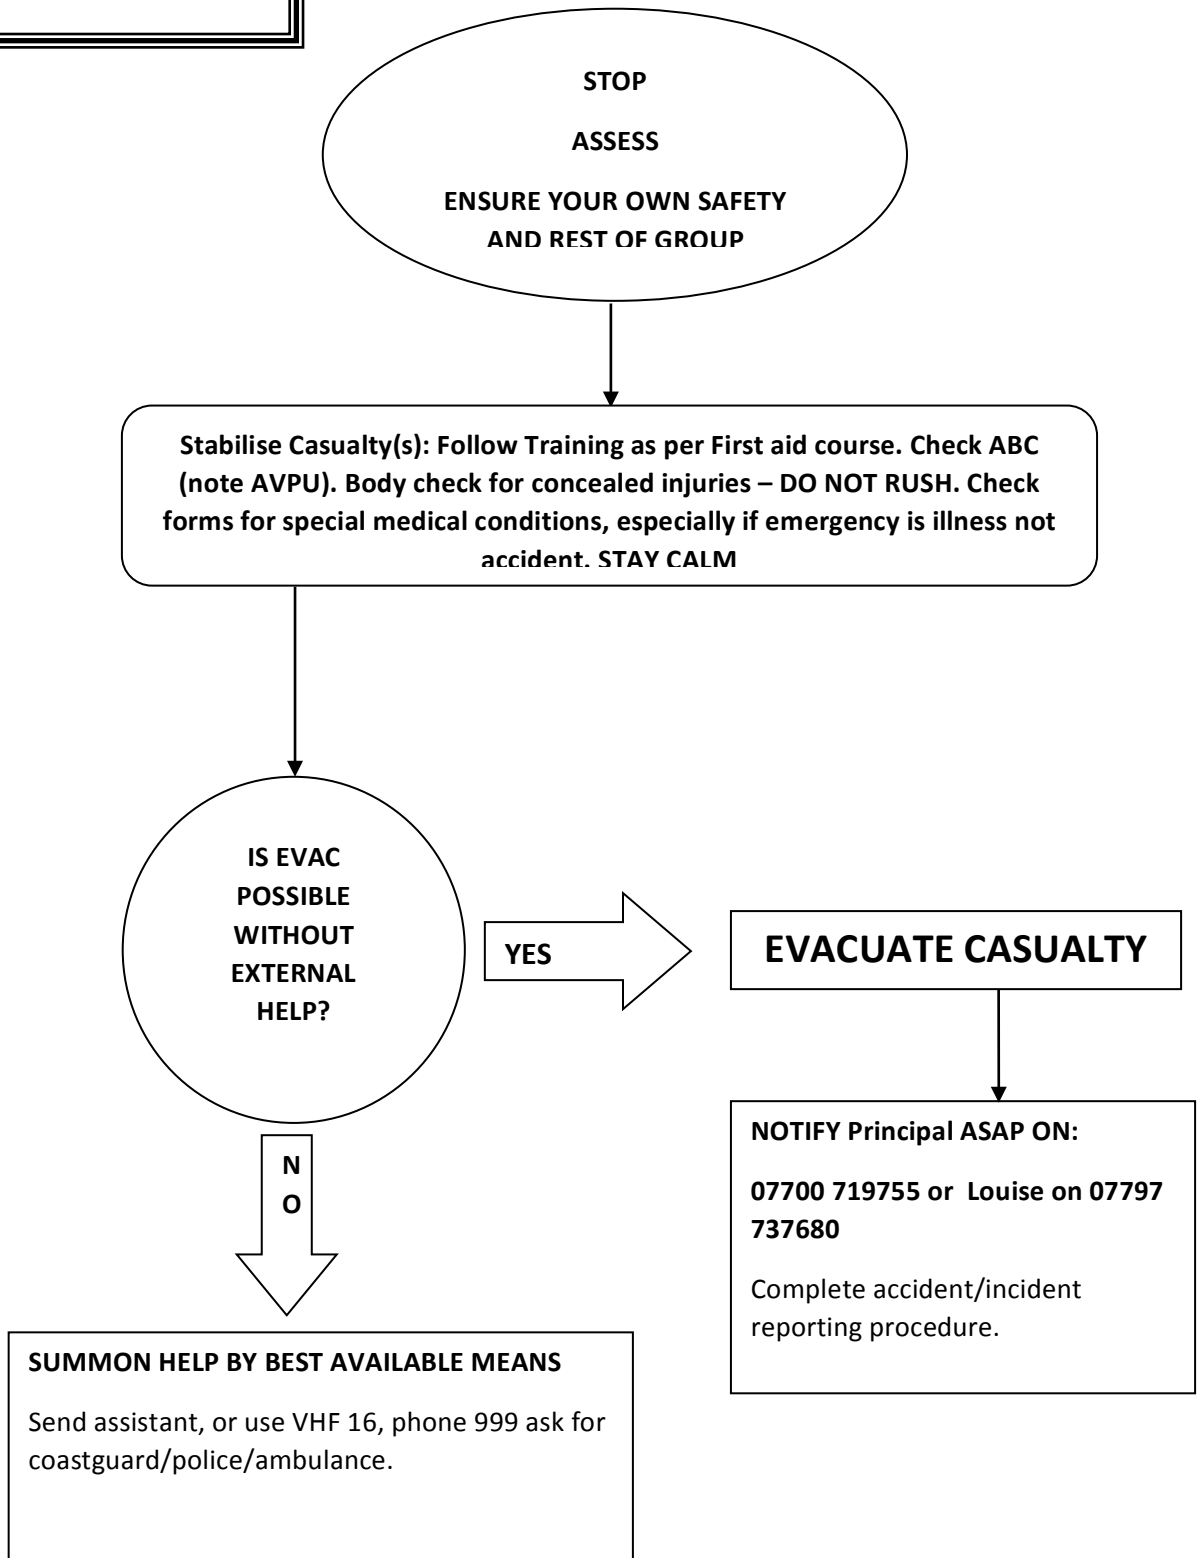 STOP
ASSESS
ENSURE YOUR OWN SAFETY
AND REST OF GROUP
Stabilise Casualty(s): Follow Training as per First aid course. Check ABC
(note AVPU). Body check for concealed injuries – DO NOT RUSH. Check
forms for special medical conditions, especially if emergency is illness not
accident. STAY CALM
IS EVAC
POSSIBLE
WITHOUT
EXTERNAL
HELP?
YES
EVACUATE CASUALTY
NOTIFY Principal ASAP ON:
07700 719755 or  Louise on 07797
737680
Complete accident/incident
reporting procedure.
N
O
SUMMON HELP BY BEST AVAILABLE MEANS
Send assistant, or use VHF 16, phone 999 ask for
coastguard/police/ambulance.